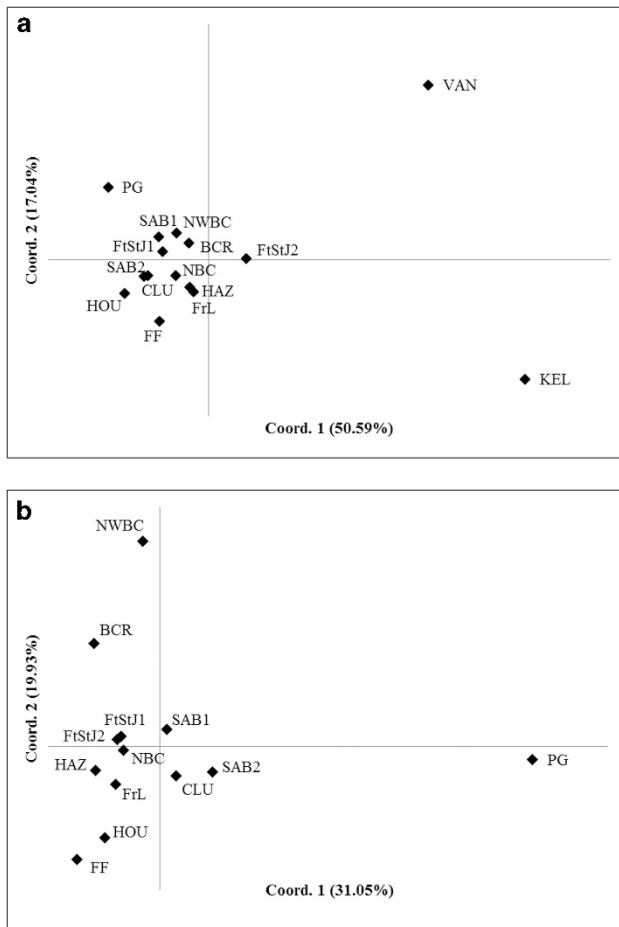 a
VAN
PG
SAB1 NWBC
FtStJ1 BCR FtStJ2
SAB2 NBC
HOU CLU HAZ
FrL
FF
KEL
Coord. 2 (17.04%)
Coord. 1 (50.59%)
b
NWBC
BCR
FtStJ1 SAB1
FtStJ2
NBC PG
HAZ SAB2
FrL CLU
HOU
FF
Coord. 2 (19.93%)
Coord. 1 (31.05%)